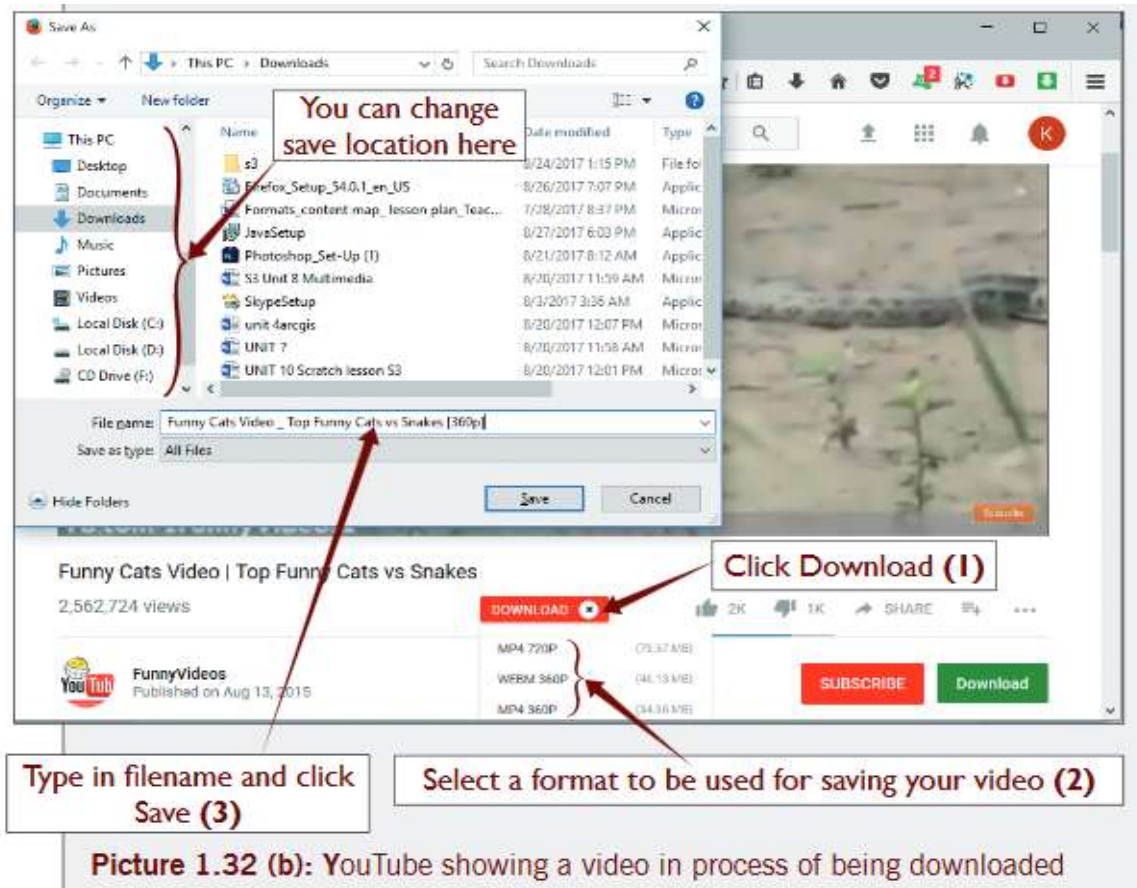 Save As
This PC > Downloads
Search Downloads
Organize
New folder
You can change
save location here
This PC
Desktop
Documents
Downloads
Music
Pictures
Videos
Local Disk (C:)
Local Disk (D:)
CD Drive (F:)
Name
Date modified
Type
s3
8/24/2017 1:15 PM
File fol
Firefox_Setup_54.0.1_en_US
8/26/2017 7:07 PM
Applic
Formats_content map_ lesson plan_Teac...
7/28/2017 8:37 PM
Micros
JavaSetup
8/27/2017 6:03 PM
Applic
Photoshop_Set-Up (1)
8/21/2017 8:12 AM
Applic
S3 Unit 8 Multimedia
8/20/2017 11:59 AM
Micros
SkypeSetup
8/3/2017 3:36 AM
Applic
unit 4arcgis
8/20/2017 12:07 PM
Micros
UNIT 7
8/20/2017 11:58 AM
Micros
UNIT 10 Scratch lesson S3
8/20/2017 12:01 PM
Micros
File name:
Funny Cats Video _ Top Funny Cats vs Snakes [360p]
Save as type:
All Files
Hide Folders
Save
Cancel
2
K
Funny Cats Video | Top Funny Cats vs Snakes
Click Download (1)
2,562,724 views
DOWNLOAD
2K
1K
SHARE
MP4 720P
WEBM 360P
MP4 360P
You Tub
FunnyVideos
Published on Aug 13, 2015
SUBSCRIBE
Download
Type in filename and click
Save (3)
Select a format to be used for saving your video (2)
Picture 1.32 (b): YouTube showing a video in process of being downloaded